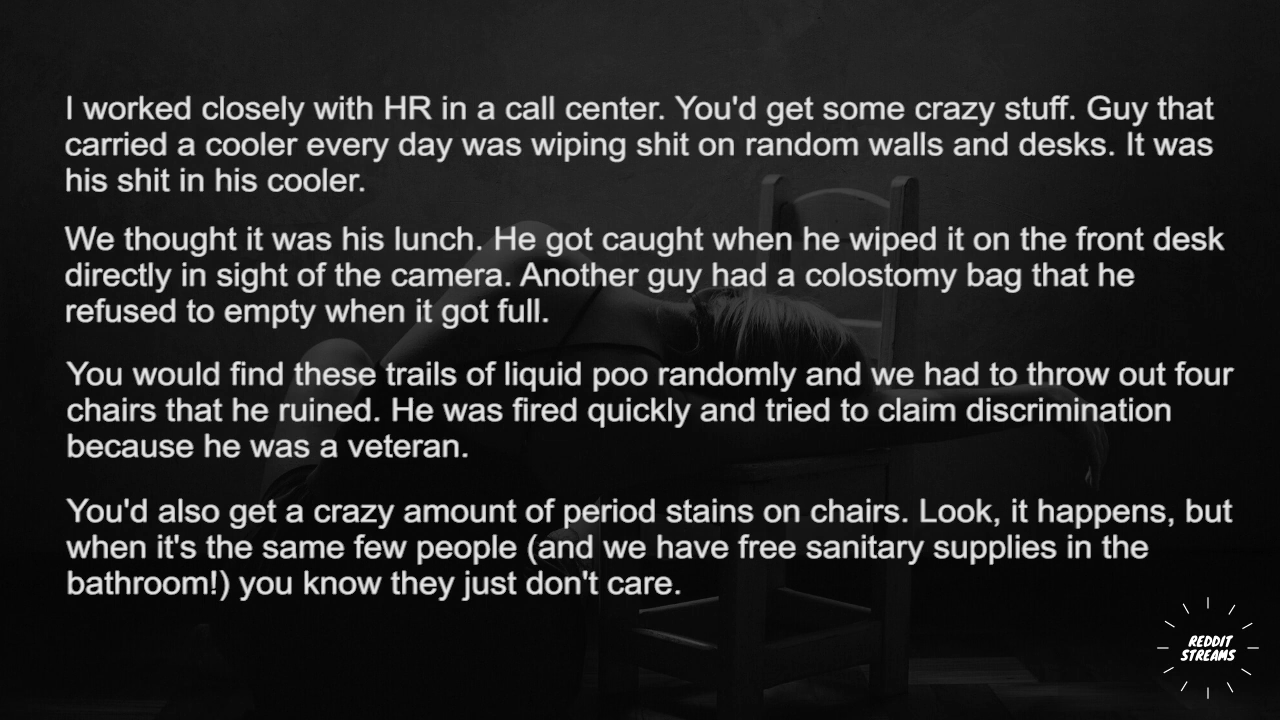 I worked closely with HR in a call center. You'd get some crazy stuff. Guy that
carried a cooler every day was wiping shit on random walls and desks. It was
his shit in his cooler.
We thought it was his lunch. He got caught when he wiped it on the front desk
directly in sight of the camera. Another guy had a colostomy bag that he
refused to empty when it got full.
You would find these trails of liquid poo randomly and we had to throw out four
chairs that he ruined. He was fired quickly and tried to claim discrimination
because he was a veteran.
You'd also get a crazy amount of period stains on chairs. Look, it happens, but
when it's the same few people (and we have free sanitary supplies in the
bathroom!) you know they just don't care.
REDDIT
STREAMS